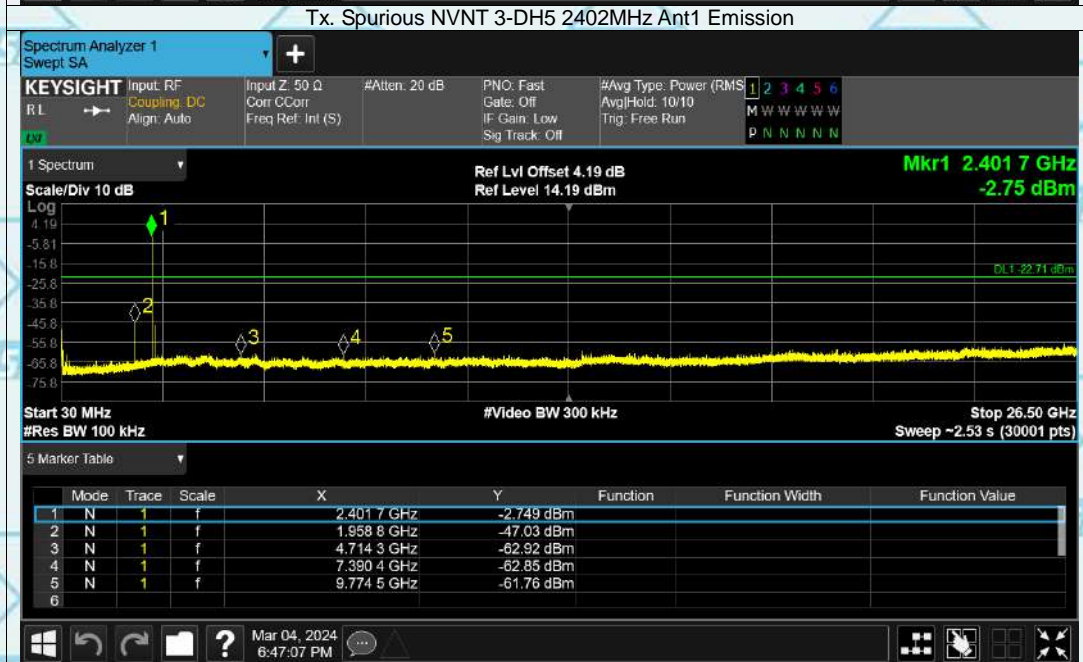 Tx. Spurious NVNT 3-DH5 2402MHz Ant1 Emission
Spectrum Analyzer 1
Swept SA
+
KEYSIGHT Input: RF Input Z: 50 Ω #Atten: 20 dB PNO: Fast #Avg Type: Power (RMS 1 2 3 4 5 6
R L Coupling: DC Corr CCorr Gate: Off Avg|Hold: 10/10 M W W W W W
Align: Auto Freq Ref: Int (S) IF Gain: Low Trig: Free Run
LXI Sig Track: Off P N N N N N
1 Spectrum Ref Lvl Offset 4.19 dB Mkr1 2.401 7 GHz
Scale/Div 10 dB Ref Level 14.19 dBm -2.75 dBm
Log
4.19 1
-5.81
-15.8
DL1 -22.71 dBm
-25.8
-35.8 2
-45.8
-55.8 3 4 5
-65.8
-75.8
Start 30 MHz #Video BW 300 kHz Stop 26.50 GHz
#Res BW 100 kHz Sweep ~2.53 s (30001 pts)
5 Marker Table
Mode Trace Scale X Y Function Function Width Function Value
1 N 1 f 2.401 7 GHz -2.749 dBm
2 N 1 f 1.958 8 GHz -47.03 dBm
3 N 1 f 4.714 3 GHz -62.92 dBm
4 N 1 f 7.390 4 GHz -62.85 dBm
5 N 1 f 9.774 5 GHz -61.76 dBm
6
? Mar 04, 2024
6:47:07 PM